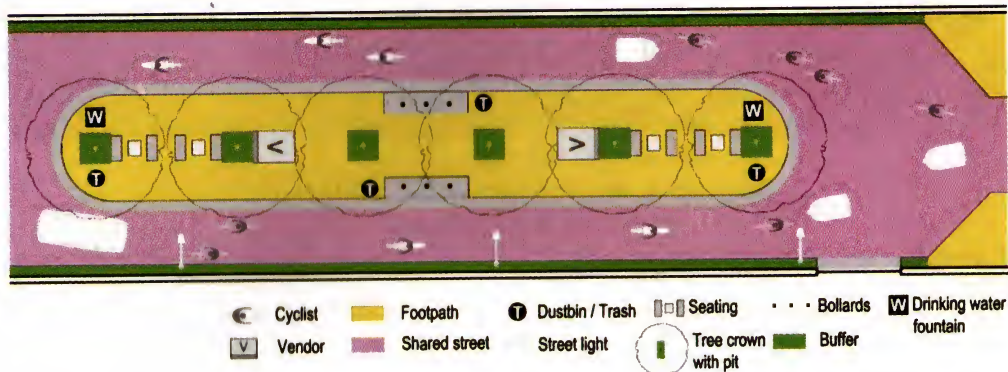 W
W
T
V
V
T
T
T
Cyclist
Footpath
T Dustbin / Trash
Seating
Bollards
W Drinking water
fountain
V Vendor
Shared street
Street light
Tree crown
with pit
Buffer